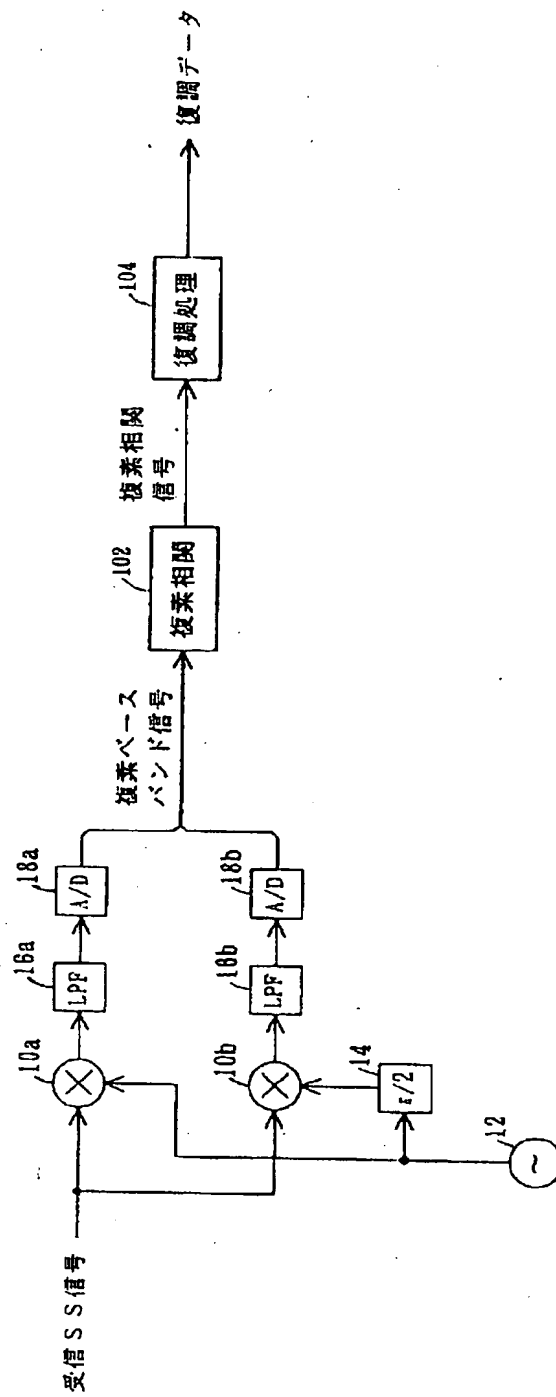 受信SS信号
10a
16a
LPF
18a
A/D
10b
16b
LPF
18b
A/D
14
π/2
12
~
複素ベース
バンド信号
102
複素相関
複素相関
信号
104
復調処理
復調データ